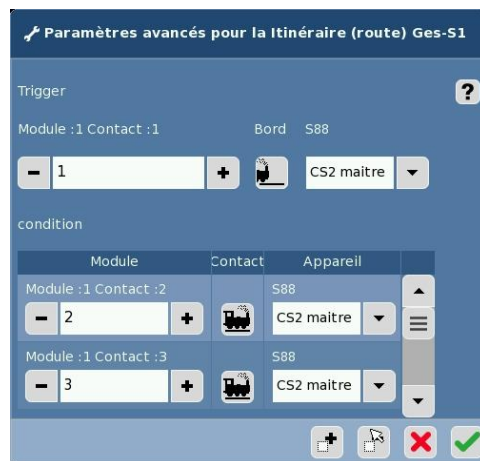 Paramètres avancés pour la Itinéraire (route) Ges-S1
Trigger
?
Module :1 Contact :1 Bord S88
− 1 + CS2 maitre
condition
Module Contact Appareil
Module :1 Contact :2 S88
− 2 + CS2 maitre
Module :1 Contact :3 S88
− 3 + CS2 maitre